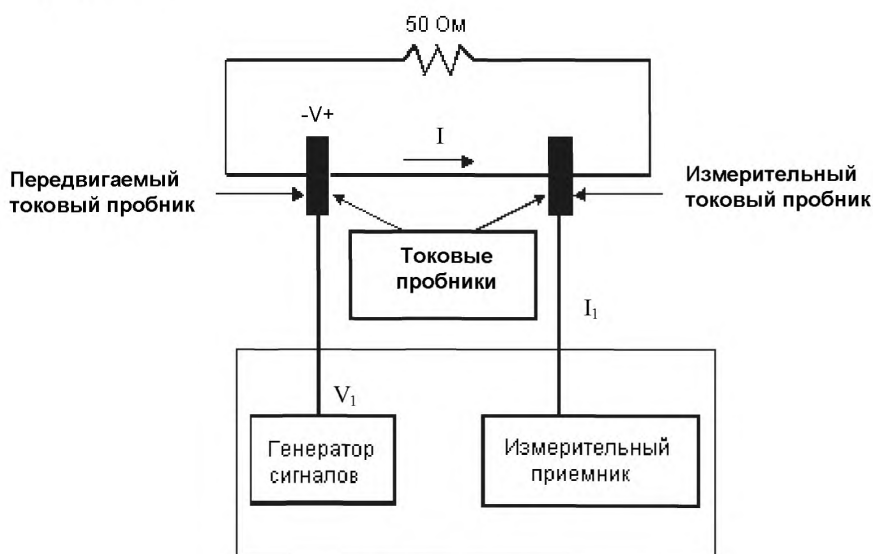 50 Ом
-V+
I
Передвигаемый
токовый пробник
Измерительный
токовый пробник
Токовые
пробники
I₁
V₁
Генератор
сигналов
Измерительный
приемник